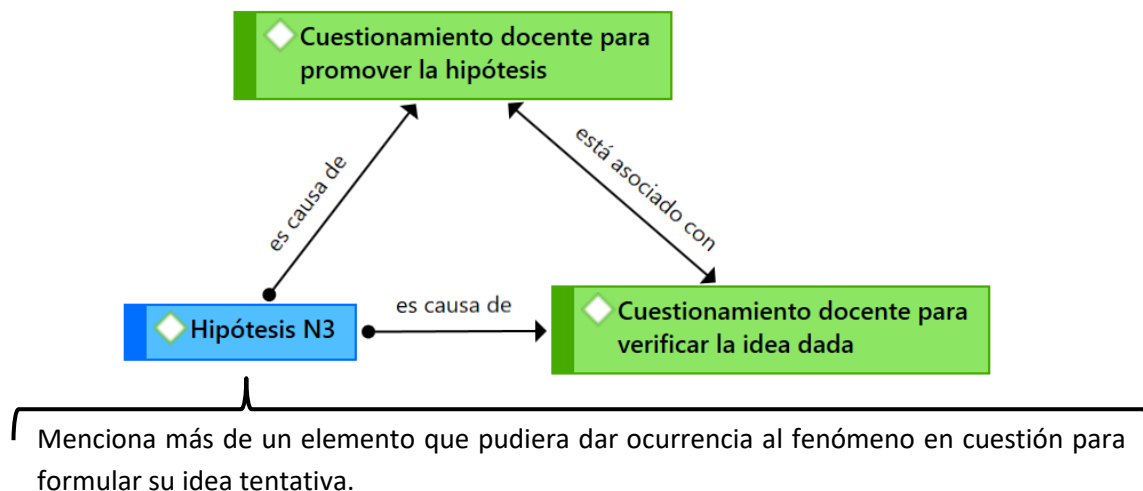 Cuestionamiento docente para
promover la hipótesis
es causa de
está asociado con
Hipótesis N3
es causa de
Cuestionamiento docente para
verificar la idea dada
Menciona más de un elemento que pudiera dar ocurrencia al fenómeno en cuestión para
formular su idea tentativa.